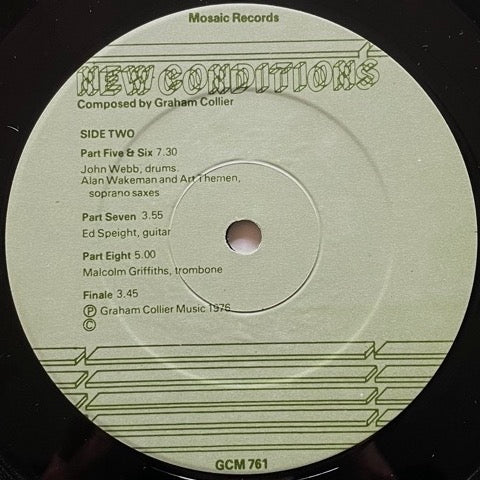 Mosaic Records
NEW CONDITIONS
Composed by Graham Collier
SIDE TWO
Part Five & Six 7.30
John Webb, drums
Alan Wakeman and Art Themen,
soprano saxes
Part Seven 3.55
Ed Speight, guitar
Part Eight 5.00
Malcolm Griffiths, trombone
Finale 3.45
Ⓟ Graham Collier Music 1976
©
GCM 761